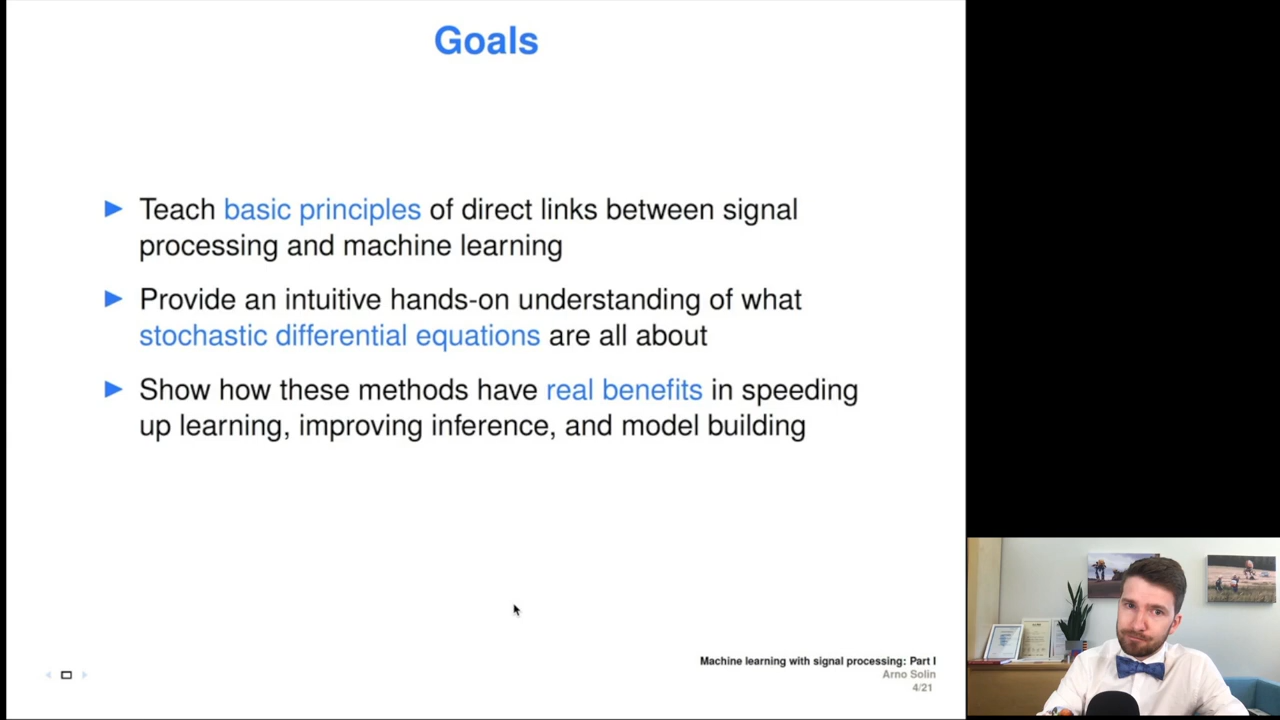 Goals
Teach basic principles of direct links between signal
processing and machine learning
Provide an intuitive hands-on understanding of what
stochastic differential equations are all about
Show how these methods have real benefits in speeding
up learning, improving inference, and model building
Machine learning with signal processing: Part I
Arno Solin
4/21